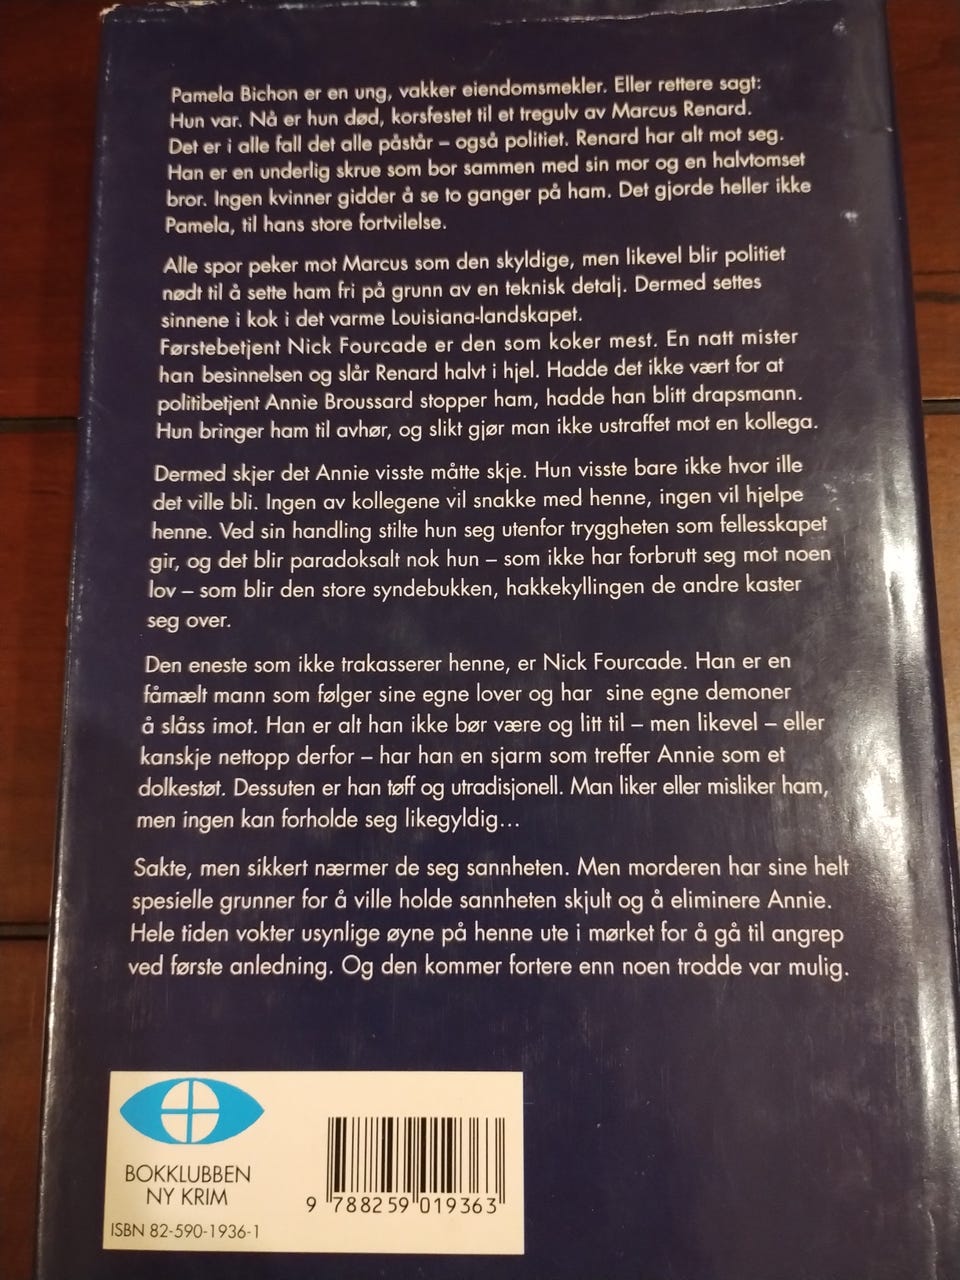 Pamela Bichon er en ung, vakker eiendomsmekler. Eller rettere sagt:
Hun var. Nå er hun død, korsfestet til et tregulv av Marcus Renard.
Det er i alle fall det alle påstår – også politiet. Renard har alt mot seg.
Han er en underlig skrue som bor sammen med sin mor og en halvtomset
bror. Ingen kvinner gidder å se to ganger på ham. Det gjorde heller ikke
Pamela, til hans store fortvilelse.
Alle spor peker mot Marcus som den skyldige, men likevel blir politiet
nødt til å sette ham fri på grunn av en teknisk detalj. Dermed settes
sinnene i kok i det varme Louisiana-landskapet.
Førstebetjent Nick Fourcade er den som koker mest. En natt mister
han besinnelsen og slår Renard halvt i hjel. Hadde det ikke vært for at
politibetjent Annie Broussard stopper ham, hadde han blitt drapsmann.
Hun bringer ham til avhør, og slikt gjør man ikke ustraffet mot en kollega.
Dermed skjer det Annie visste måtte skje. Hun visste bare ikke hvor ille
det ville bli. Ingen av kollegene vil snakke med henne, ingen vil hjelpe
henne. Ved sin handling stilte hun seg utenfor tryggheten som fellesskapet
gir, og det blir paradoksalt nok hun – som ikke har forbrutt seg mot noen
lov – som blir den store syndebukken, hakkekyllingen de andre kaster
seg over.
Den eneste som ikke trakasserer henne, er Nick Fourcade. Han er en
fåmælt mann som følger sine egne lover og har sine egne demoner
å slåss imot. Han er alt han ikke bør være og litt til – men likevel – eller
kanskje nettopp derfor – har han en sjarm som treffer Annie som et
dolkestøt. Dessuten er han tøff og utradisjonell. Man liker eller misliker ham,
men ingen kan forholde seg likegyldig...
Sakte, men sikkert nærmer de seg sannheten. Men morderen har sine helt
spesielle grunner for å ville holde sannheten skjult og å eliminere Annie.
Hele tiden vokter usynlige øyne på henne ute i mørket for å gå til angrep
ved første anledning. Og den kommer fortere enn noen trodde var mulig.
BOKKLUBBEN
NY KRIM
ISBN 82-590-1936-1
9 788259 019363